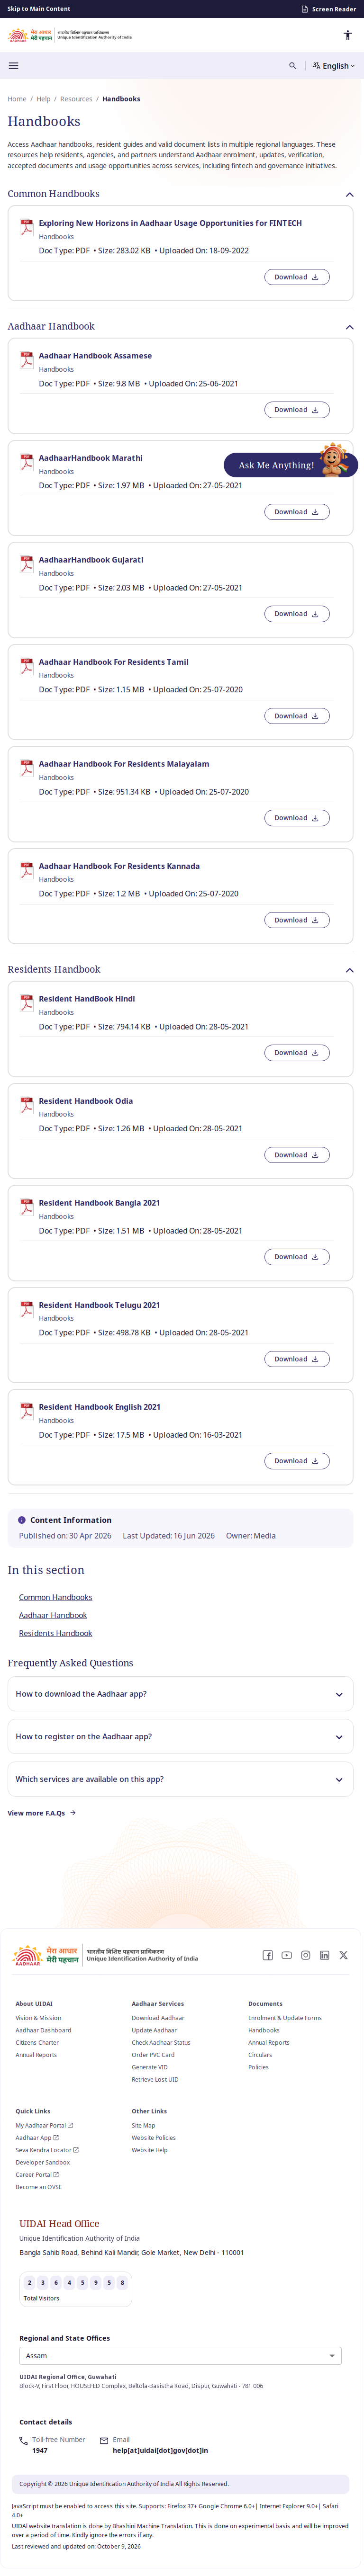 Skip to Main Content
Screen Reader
मेरा आधार
मेरी पहचान
AADHAAR
भारतीय विशिष्ट पहचान प्राधिकरण
Unique Identification Authority of India
English
Home / Help / Resources / Handbooks
Handbooks
Access Aadhaar handbooks, resident guides and valid document lists in multiple regional languages. These
resources help residents, agencies, and partners understand Aadhaar enrolment, updates, verification,
accepted documents and usage opportunities across services, including fintech and governance initiatives.
Common Handbooks
Exploring New Horizons in Aadhaar Usage Opportunities for FINTECH
Handbooks
Doc Type: PDF • Size: 283.02 KB • Uploaded On: 18-09-2022
Download
Aadhaar Handbook
Aadhaar Handbook Assamese
Handbooks
Doc Type: PDF • Size: 9.8 MB • Uploaded On: 25-06-2021
Download
AadhaarHandbook Marathi
Handbooks
Ask Me Anything!
Doc Type: PDF • Size: 1.97 MB • Uploaded On: 27-05-2021
Download
AadhaarHandbook Gujarati
Handbooks
Doc Type: PDF • Size: 2.03 MB • Uploaded On: 27-05-2021
Download
Aadhaar Handbook For Residents Tamil
Handbooks
Doc Type: PDF • Size: 1.15 MB • Uploaded On: 25-07-2020
Download
Aadhaar Handbook For Residents Malayalam
Handbooks
Doc Type: PDF • Size: 951.34 KB • Uploaded On: 25-07-2020
Download
Aadhaar Handbook For Residents Kannada
Handbooks
Doc Type: PDF • Size: 1.2 MB • Uploaded On: 25-07-2020
Download
Residents Handbook
Resident HandBook Hindi
Handbooks
Doc Type: PDF • Size: 794.14 KB • Uploaded On: 28-05-2021
Download
Resident Handbook Odia
Handbooks
Doc Type: PDF • Size: 1.26 MB • Uploaded On: 28-05-2021
Download
Resident Handbook Bangla 2021
Handbooks
Doc Type: PDF • Size: 1.51 MB • Uploaded On: 28-05-2021
Download
Resident Handbook Telugu 2021
Handbooks
Doc Type: PDF • Size: 498.78 KB • Uploaded On: 28-05-2021
Download
Resident Handbook English 2021
Handbooks
Doc Type: PDF • Size: 17.5 MB • Uploaded On: 16-03-2021
Download
Content Information
Published on: 30 Apr 2026 Last Updated: 16 Jun 2026 Owner: Media
In this section
Common Handbooks
Aadhaar Handbook
Residents Handbook
Frequently Asked Questions
How to download the Aadhaar app?
How to register on the Aadhaar app?
Which services are available on this app?
View more F.A.Qs
मेरा आधार
मेरी पहचान
AADHAAR
भारतीय विशिष्ट पहचान प्राधिकरण
Unique Identification Authority of India
About UIDAI
Vision & Mission
Aadhaar Dashboard
Citizens Charter
Annual Reports
Aadhaar Services
Download Aadhaar
Update Aadhaar
Check Aadhaar Status
Order PVC Card
Generate VID
Retrieve Lost UID
Documents
Enrolment & Update Forms
Handbooks
Annual Reports
Circulars
Policies
Quick Links
My Aadhaar Portal
Aadhaar App
Seva Kendra Locator
Developer Sandbox
Career Portal
Become an OVSE
Other Links
Site Map
Website Policies
Website Help
UIDAI Head Office
Unique Identification Authority of India
Bangla Sahib Road, Behind Kali Mandir, Gole Market, New Delhi - 110001
2 3 6 4 5 9 5 8
Total Visitors
Regional and State Offices
Assam
UIDAI Regional Office, Guwahati
Block-V, First Floor, HOUSEFED Complex, Beltola-Basistha Road, Dispur, Guwahati - 781 006
Contact details
Toll-free Number
1947
Email
help[at]uidai[dot]gov[dot]in
Copyright © 2026 Unique Identification Authority of India All Rights Reserved.
JavaScript must be enabled to access this site. Supports: Firefox 37+ Google Chrome 6.0+| Internet Explorer 9.0+| Safari
4.0+
UIDAI website translation is done by Bhashini Machine Translation. This is done on experimental basis and will be improved
over a period of time. Kindly ignore the errors if any.
Last reviewed and updated on: October 9, 2026